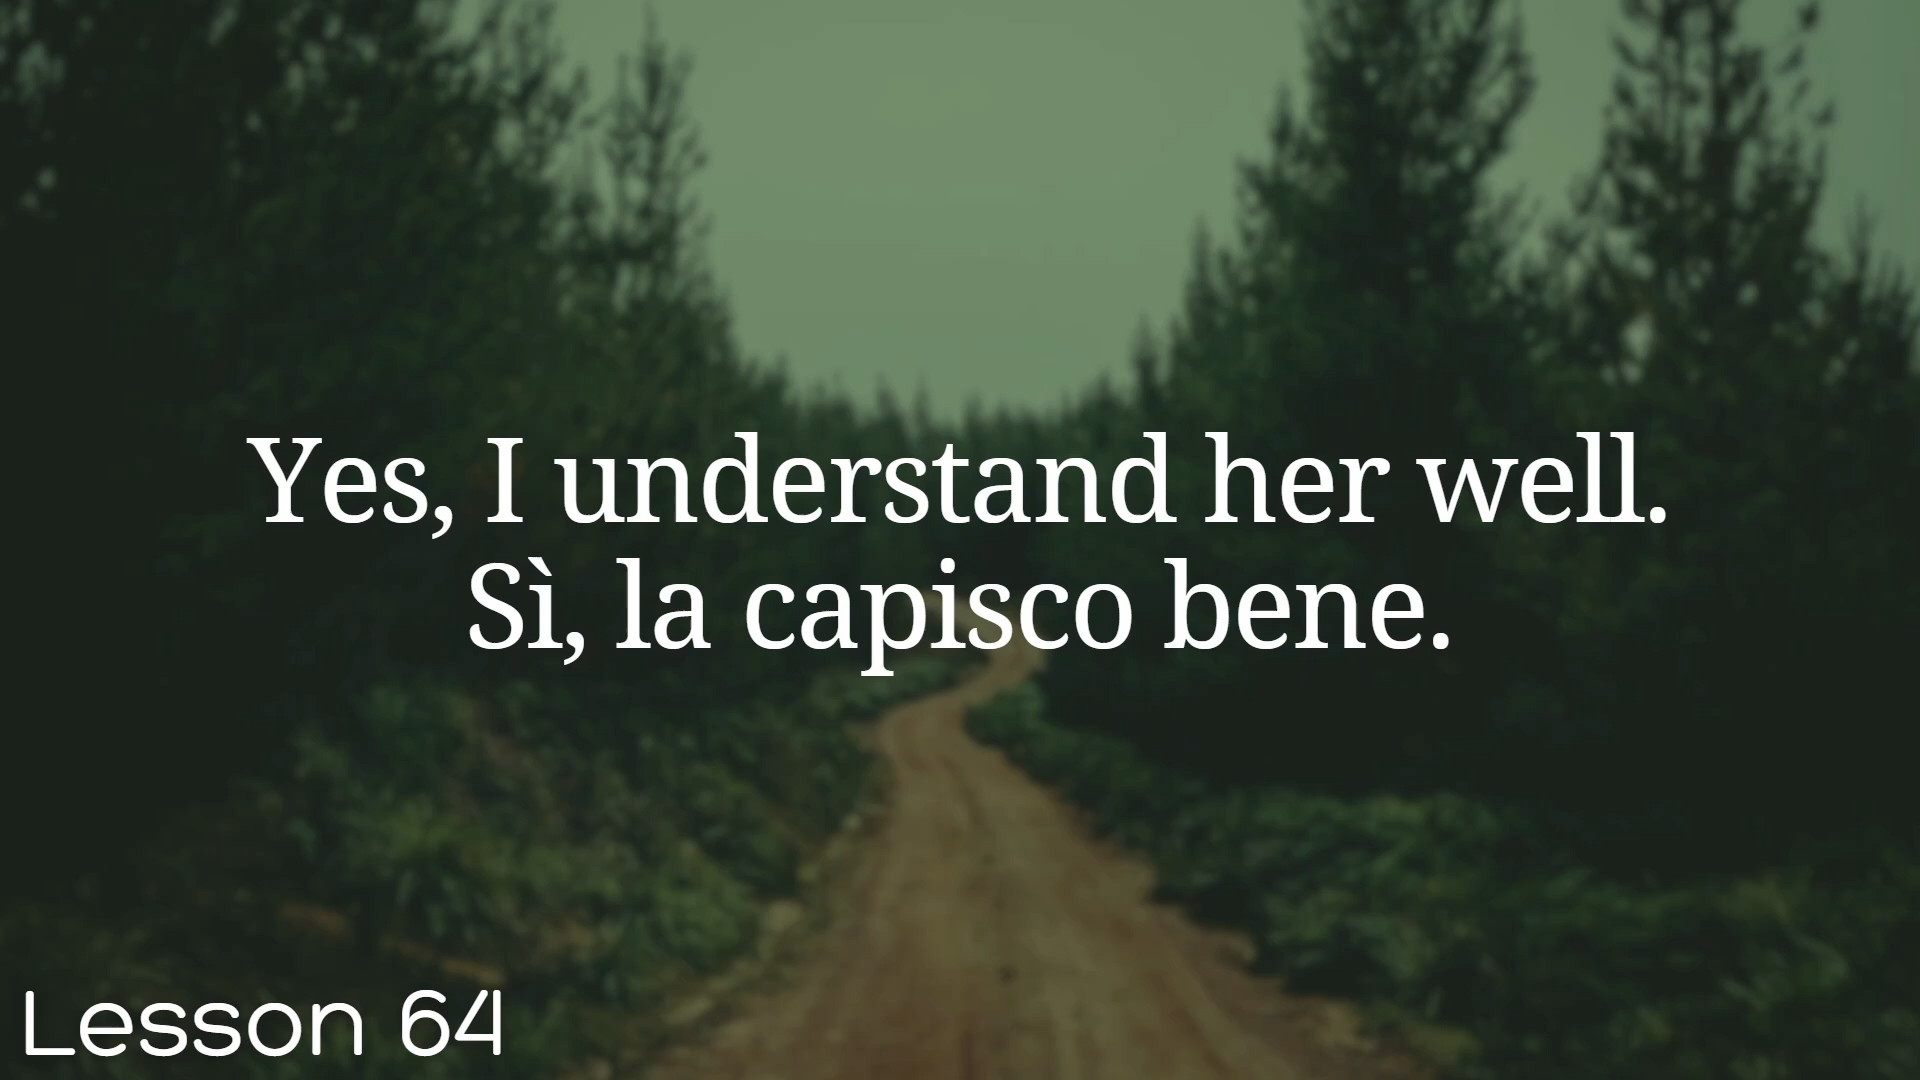 Yes, I understand her well.
Sì, la capisco bene.
Lesson 64